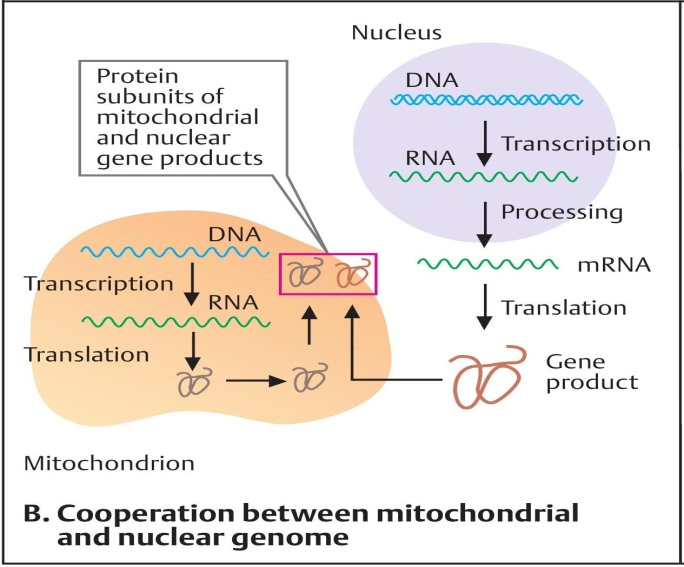 Nucleus
Protein
subunits of
mitochondrial
and nuclear
gene products
DNA
Transcription
RNA
Processing
mRNA
Translation
Gene
product
DNA
Transcription
RNA
Translation
Mitochondrion
B. Cooperation between mitochondrial
and nuclear genome